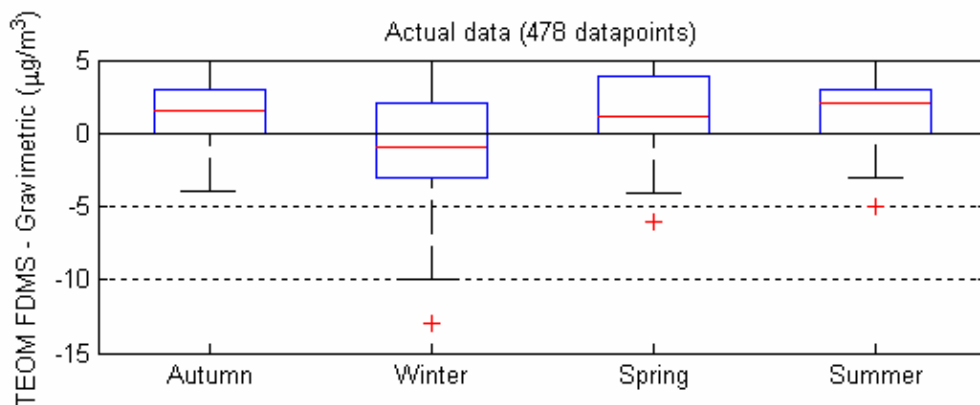 Actual data (478 datapoints)
TEOM FDMS - Gravimetric (µg/m³)
5
0
-5
-10
-15
Autumn Winter Spring Summer